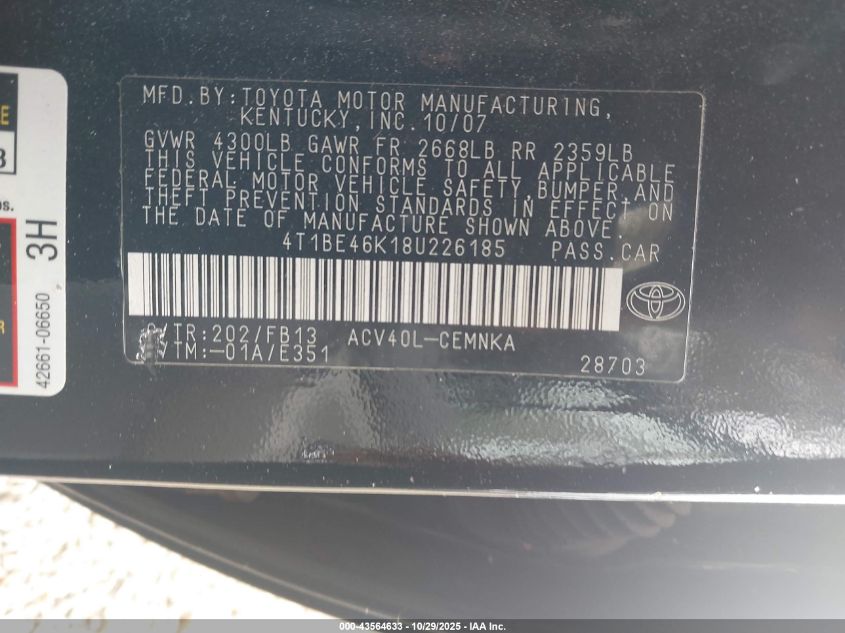 MFD.BY:TOYOTA MOTOR MANUFACTURING,
KENTUCKY,INC.10/07
GVWR 4300LB GAWR FR 2668LB RR 2359LB
THIS VEHICLE CONFORMS TO ALL APPLICABLE
FEDERAL MOTOR VEHICLE SAFETY,BUMPER,AND
THEFT PREVENTION STANDARDS IN EFFECT ON
THE DATE OF MANUFACTURE SHOWN ABOVE.
4T1BE46K18U226185 PASS.CAR
TR:202/FB13 ACV40L-CEMNKA
TM:-01A/E351 28703
3H
42661-06650
000-43564633 - 10/29/2025 - IAA Inc.